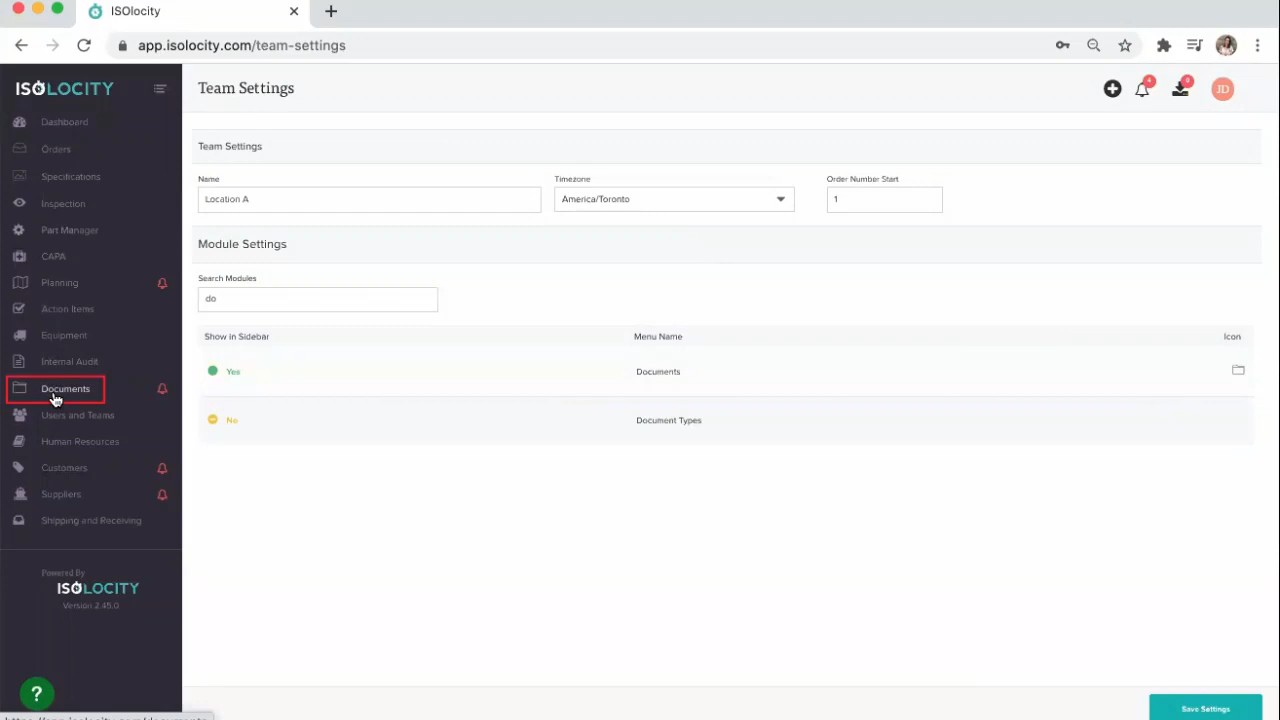 ISOlocity
app.isolocity.com/team-settings
ISOLOCITY
Team Settings
JD
Dashboard
Orders
Specifications
Inspection
Part Manager
CAPA
Planning
Action Items
Equipment
Internal Audit
Documents
Users and Teams
Human Resources
Customers
Suppliers
Shipping and Receiving
Powered By
ISOLOCITY
Version 2.45.0
?
Team Settings
Name
Timezone
Order Number Start
Location A
America/Toronto
1
Module Settings
Search Modules
do
Show in Sidebar
Menu Name
Icon
Yes
Documents
No
Document Types
Save Settings